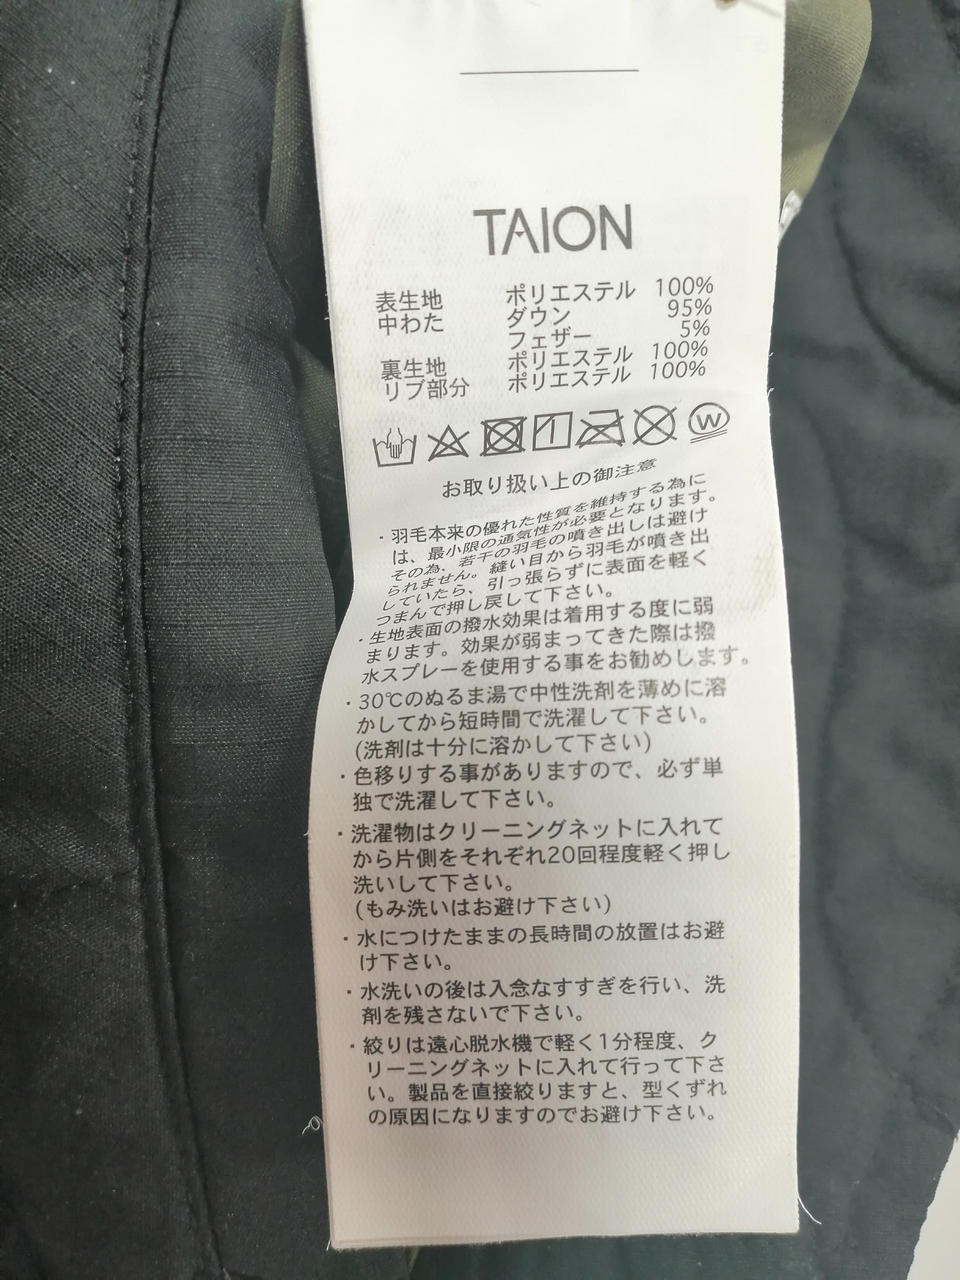 TAION
表生地 ポリエステル 100%
中わた ダウン 95%
フェザー 5%
裏生地 ポリエステル 100%
リブ部分 ポリエステル 100%
W
お取り扱い上の御注意
・羽毛本来の優れた性質を維持する為に
は、最小限の通気性が必要となります。
その為、若干の羽毛の噴き出しは避け
られません。縫い目から羽毛が噴き出
していたら、引っ張らずに表面を軽く
つまんで押し戻して下さい。
・生地表面の撥水効果は着用する度に弱
まります。効果が弱まってきた際は撥
水スプレーを使用する事をお勧めします。
・30℃のぬるま湯で中性洗剤を薄めに溶
かしてから短時間で洗濯して下さい。
(洗剤は十分に溶かして下さい)
・色移りする事がありますので、必ず単
独で洗濯して下さい。
・洗濯物はクリーニングネットに入れて
から片側をそれぞれ20回程度軽く押し
洗いして下さい。
(もみ洗いはお避け下さい)
・水につけたままの長時間の放置はお避
け下さい。
・水洗いの後は入念なすすぎを行い、洗
剤を残さないで下さい。
・絞りは遠心脱水機で軽く1分程度、ク
リーニングネットに入れて行って下さ
い。製品を直接絞りますと、型くずれ
の原因になりますのでお避け下さい。